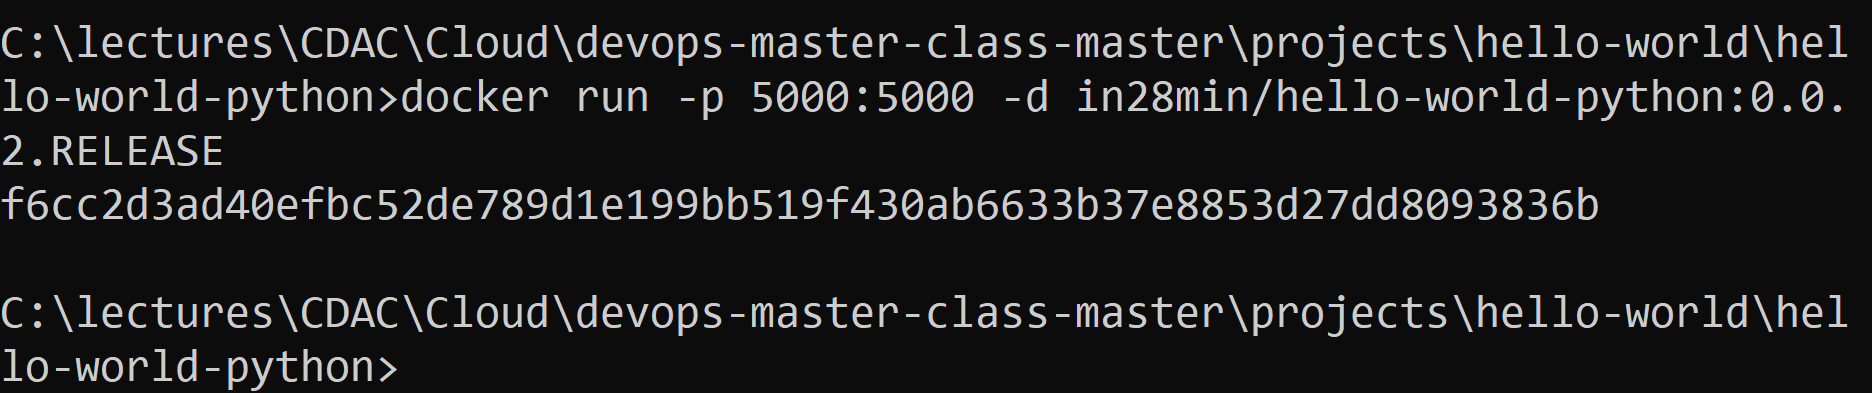 C:\lectures\CDAC\Cloud\devops-master-class-master\projects\hello-world\hel
lo-world-python>docker run -p 5000:5000 -d in28min/hello-world-python:0.0.
2.RELEASE
f6cc2d3ad40efbc52de789d1e199bb519f430ab6633b37e8853d27dd8093836b
C:\lectures\CDAC\Cloud\devops-master-class-master\projects\hello-world\hel
lo-world-python>